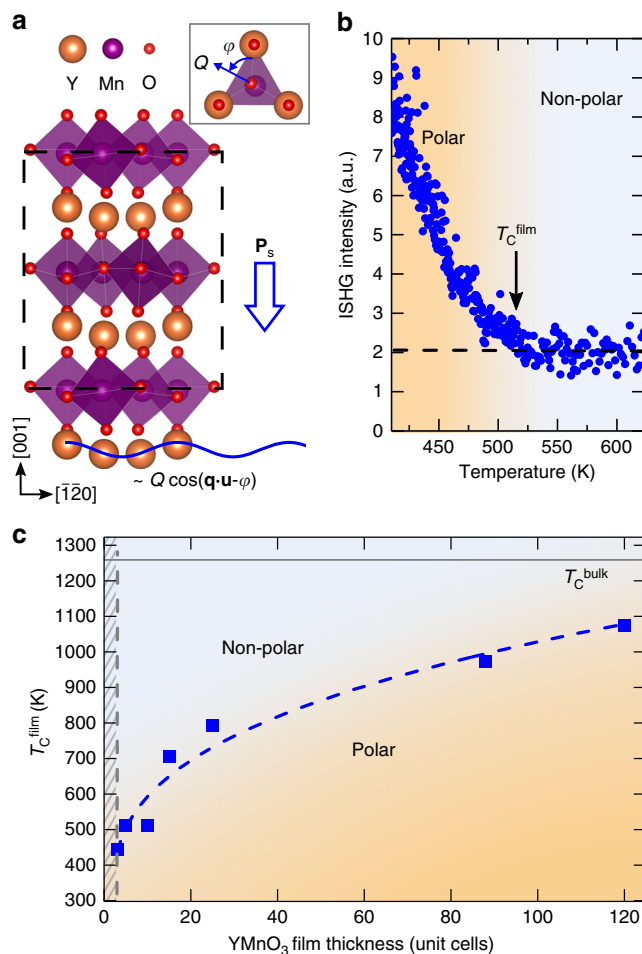 a
Y Mn O
Q φ
P_s
[001]
[1̄1̄20]
~ Q cos(q·u-φ)
b
ISHG intensity (a.u.)
10
9
8
7
6
5
4
3
2
1
0
Polar
Non-polar
T_C^film
450 500 550 600
Temperature (K)
c
T_C^film (K)
1300
1200
1100
1000
900
800
700
600
500
400
300
T_C^bulk
Non-polar
Polar
0 20 40 60 80 100 120
YMnO₃ film thickness (unit cells)